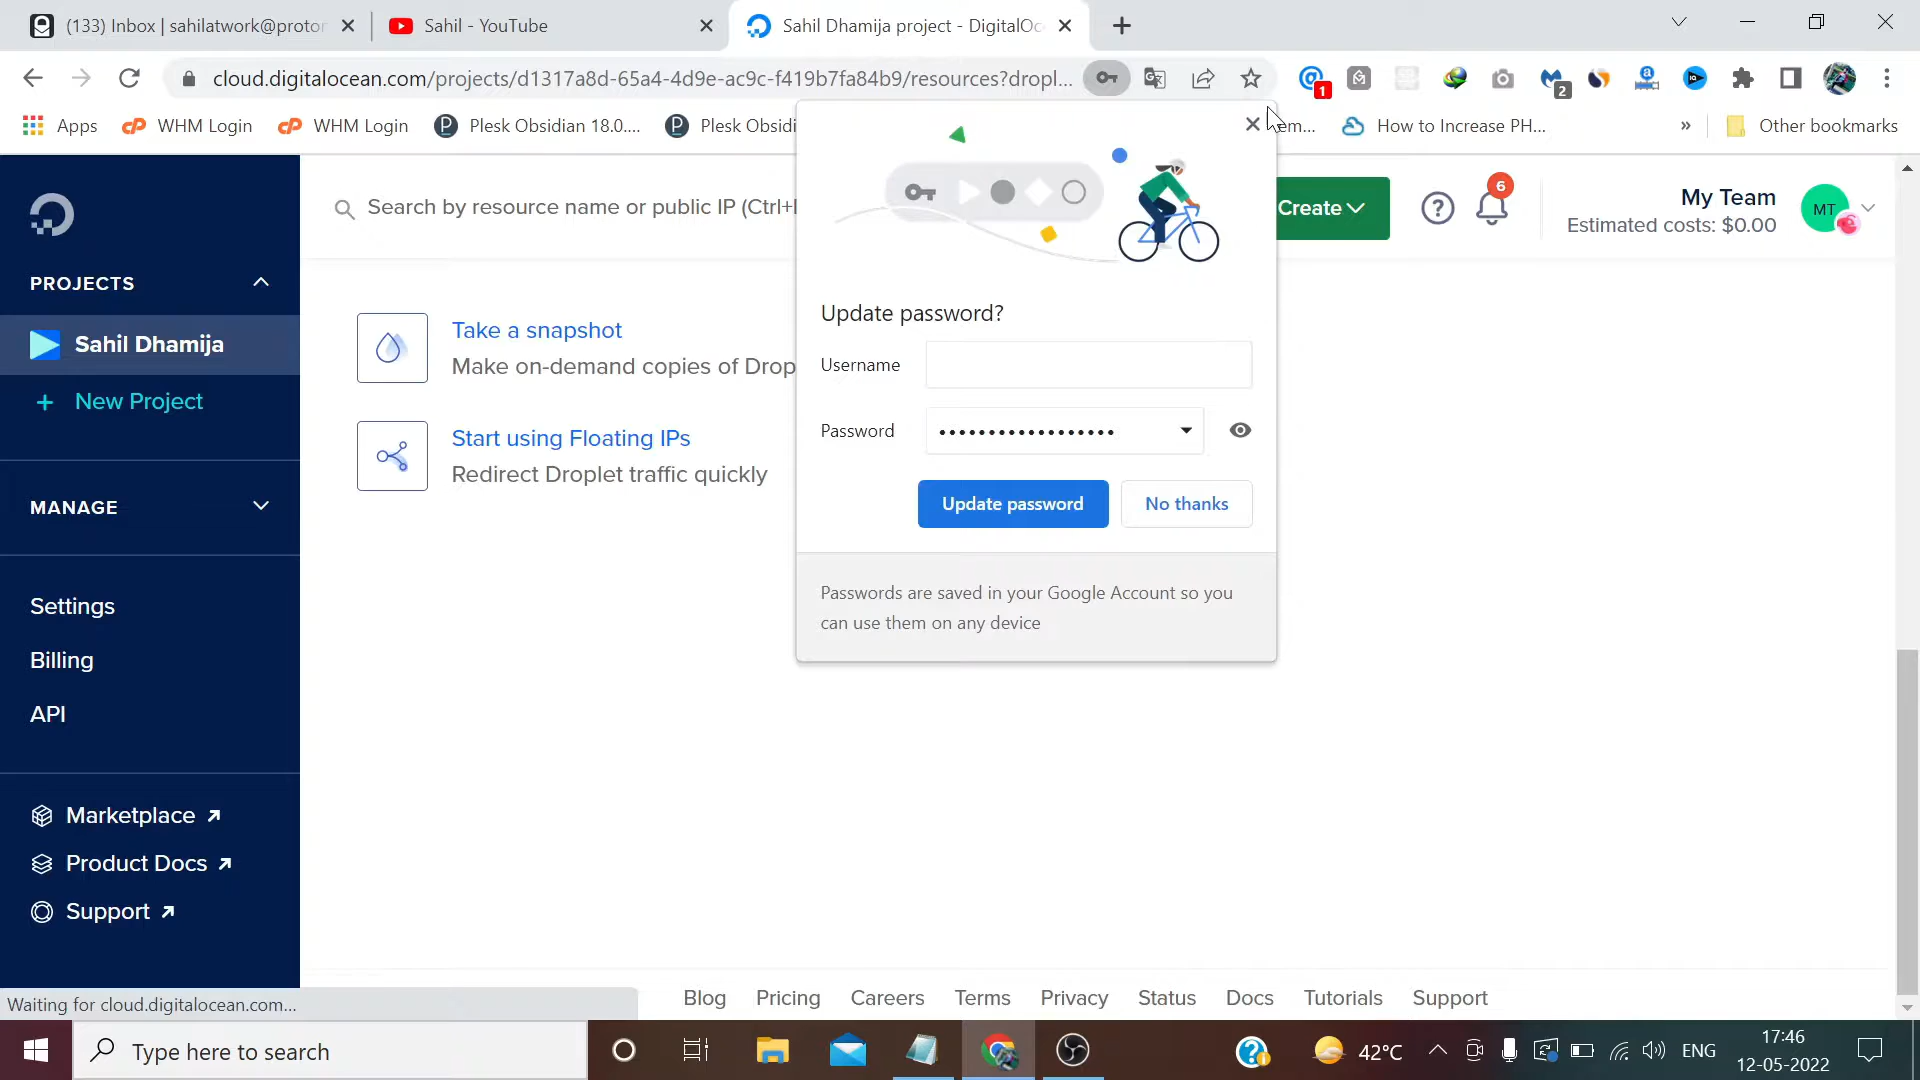 (133) Inbox | sahilatwork@protor
Sahil - YouTube
Sahil Dhamija project - DigitalOc
cloud.digitalocean.com/projects/d1317a8d-65a4-4d9e-ac9c-f419b7fa84b9/resources?dropl...
1
2
Apps
WHM Login
WHM Login
Plesk Obsidian 18.0....
Plesk Obsidi
em...
How to Increase PH...
»
Other bookmarks
Search by resource name or public IP (Ctrl+
Create
6
My Team
Estimated costs: $0.00
MT
PROJECTS
Sahil Dhamija
+ New Project
MANAGE
Settings
Billing
API
Marketplace
Product Docs
Support
Take a snapshot
Make on-demand copies of Drop
Start using Floating IPs
Redirect Droplet traffic quickly
Update password?
Username
Password
••••••••••••••••••
Update password
No thanks
Passwords are saved in your Google Account so you
can use them on any device
Waiting for cloud.digitalocean.com...
Blog
Pricing
Careers
Terms
Privacy
Status
Docs
Tutorials
Support
Type here to search
42°C
ENG
17:46
12-05-2022